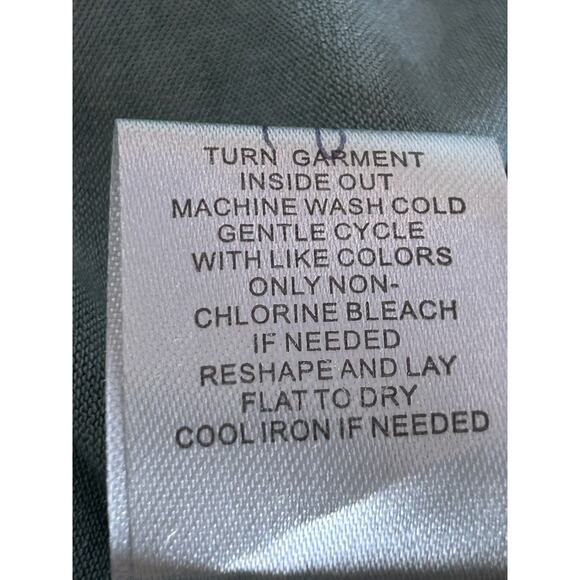 TURN GARMENT
INSIDE OUT
MACHINE WASH COLD
GENTLE CYCLE
WITH LIKE COLORS
ONLY NON-
CHLORINE BLEACH
IF NEEDED
RESHAPE AND LAY
FLAT TO DRY
COOL IRON IF NEEDED